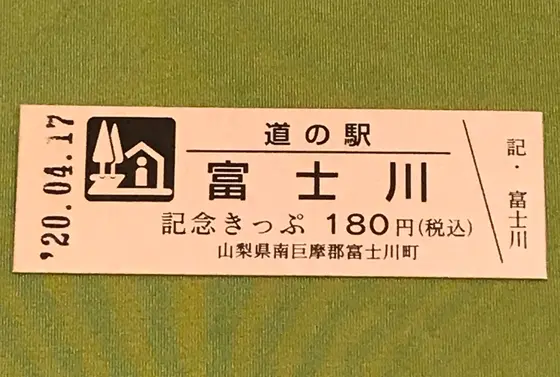 '20.04.17
道の駅
富士川
記念きっぷ 180円(税込)
山梨県南巨摩郡富士川町
記・富士川